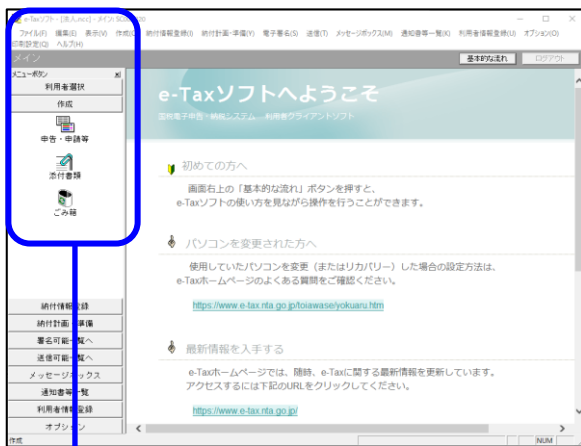 e-Taxソフト - [法人.ncc] - メイン: SC00
ファイル(F) 編集(E) 表示(V) 作成(C) 納付情報登録(I) 納付計画・準備(Y) 電子署名(S) 送信(T) メッセージボックス(M) 通知書等一覧(K) 利用者情報登録(U) オプション(O)
印刷設定(Q) ヘルプ(H)
メイン 基本的な流れ ログアウト
メニューボタン
利用者選択
作成
申告・申請等
添付書類
ごみ箱
納付情報登録
納付計画・準備
署名可能一覧へ
送信可能一覧へ
メッセージボックス
通知書等一覧
利用者情報登録
オプション
e-Taxソフトへようこそ
国税電子申告・納税システム 利用者クライアントソフト
初めての方へ
画面右上の「基本的な流れ」ボタンを押すと、
e-Taxソフトの使い方を見ながら操作を行うことができます。
パソコンを変更された方へ
使用していたパソコンを変更(またはリカバリー)した場合の設定方法は、
e-Taxホームページのよくある質問をご確認ください。
https://www.e-tax.nta.go.jp/toiawase/yokuaru.htm
最新情報を入手する
e-Taxホームページでは、随時、e-Taxに関する最新情報を更新しています。
アクセスするには下記のURLをクリックしてください。
https://www.e-tax.nta.go.jp/
作成 NUM